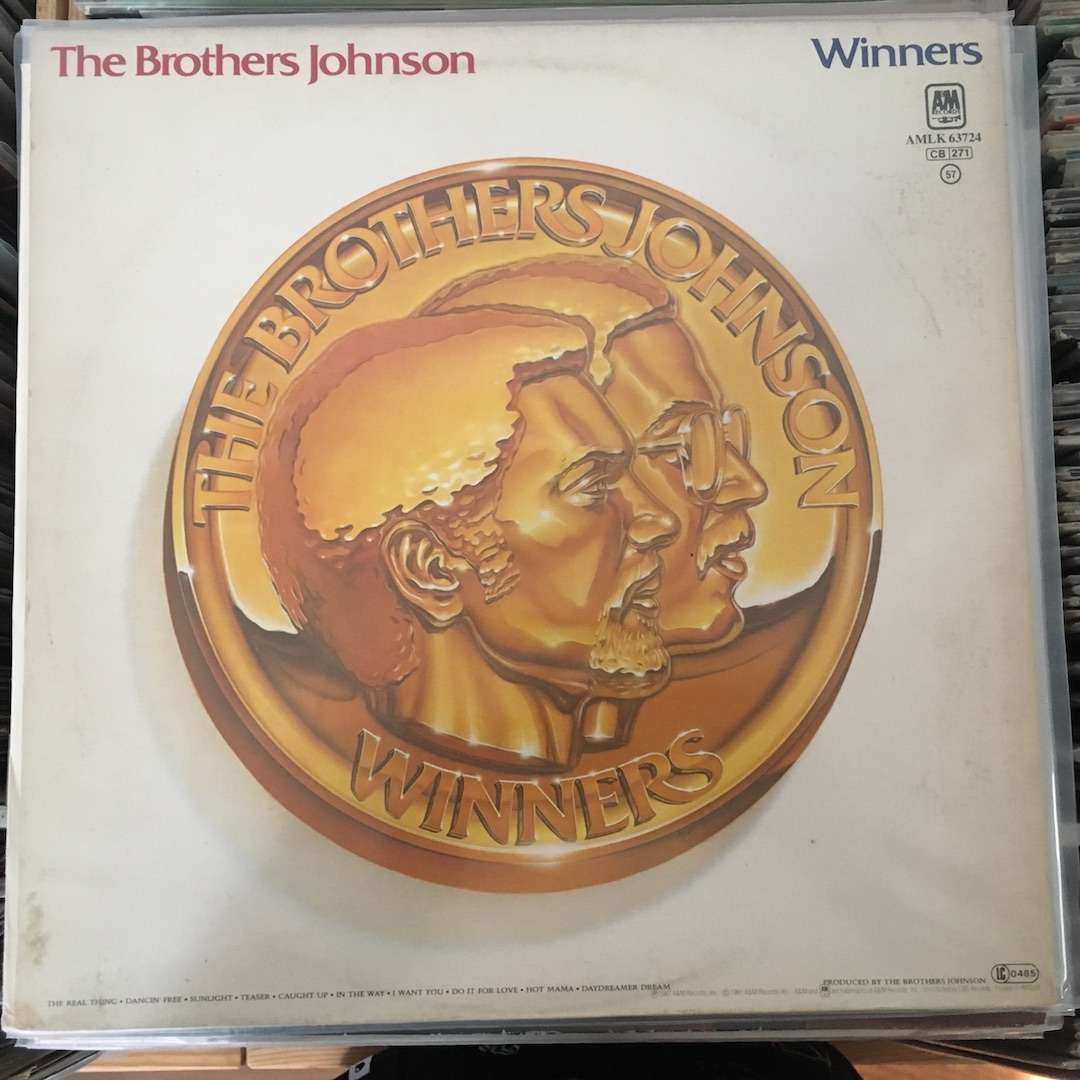 The Brothers Johnson
Winners
A&M
RECORDS
AMLK 63724
CB 271
57
THE BROTHERS JOHNSON
WINNERS
PRODUCED BY THE BROTHERS JOHNSON
LC 0485
THE REAL THING • DANCIN' FREE • SUNLIGHT • TEASER • CAUGHT UP • IN THE WAY • I WANT YOU • DO IT FOR LOVE • HOT MAMA • DAYDREAMER DREAM